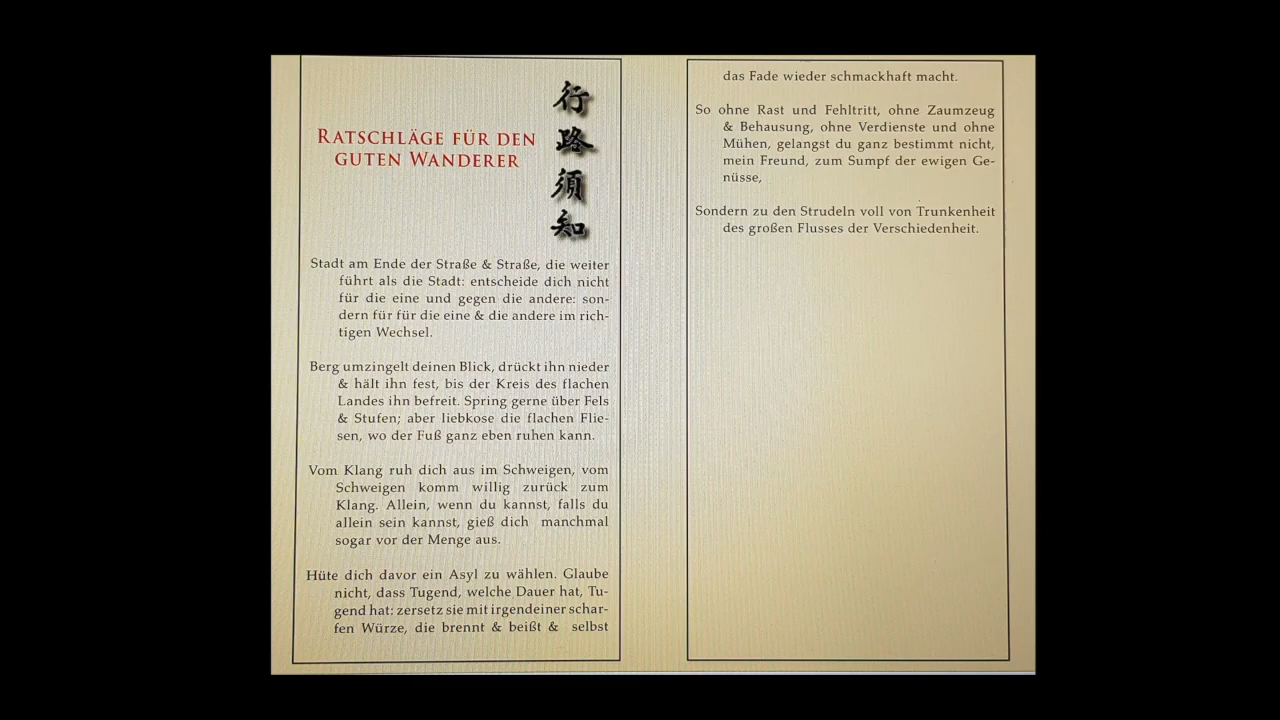 RATSCHLÄGE FÜR DEN
GUTEN WANDERER
行路須知
Stadt am Ende der Straße & Straße, die weiter
führt als die Stadt: entscheide dich nicht
für die eine und gegen die andere: son-
dern für für die eine & die andere im rich-
tigen Wechsel.
Berg umzingelt deinen Blick, drückt ihn nieder
& hält ihn fest, bis der Kreis des flachen
Landes ihn befreit. Spring gerne über Fels
& Stufen; aber liebkose die flachen Flie-
sen, wo der Fuß ganz eben ruhen kann.
Vom Klang ruh dich aus im Schweigen, vom
Schweigen komm willig zurück zum
Klang. Allein, wenn du kannst, falls du
allein sein kannst, gieß dich manchmal
sogar vor der Menge aus.
Hüte dich davor ein Asyl zu wählen. Glaube
nicht, dass Tugend, welche Dauer hat, Tu-
gend hat: zersetz sie mit irgendeiner schar-
fen Würze, die brennt & beißt & selbst
das Fade wieder schmackhaft macht.
So ohne Rast und Fehltritt, ohne Zaumzeug
& Behausung, ohne Verdienste und ohne
Mühen, gelangst du ganz bestimmt nicht,
mein Freund, zum Sumpf der ewigen Ge-
nüsse,
Sondern zu den Strudeln voll von Trunkenheit
des großen Flusses der Verschiedenheit.